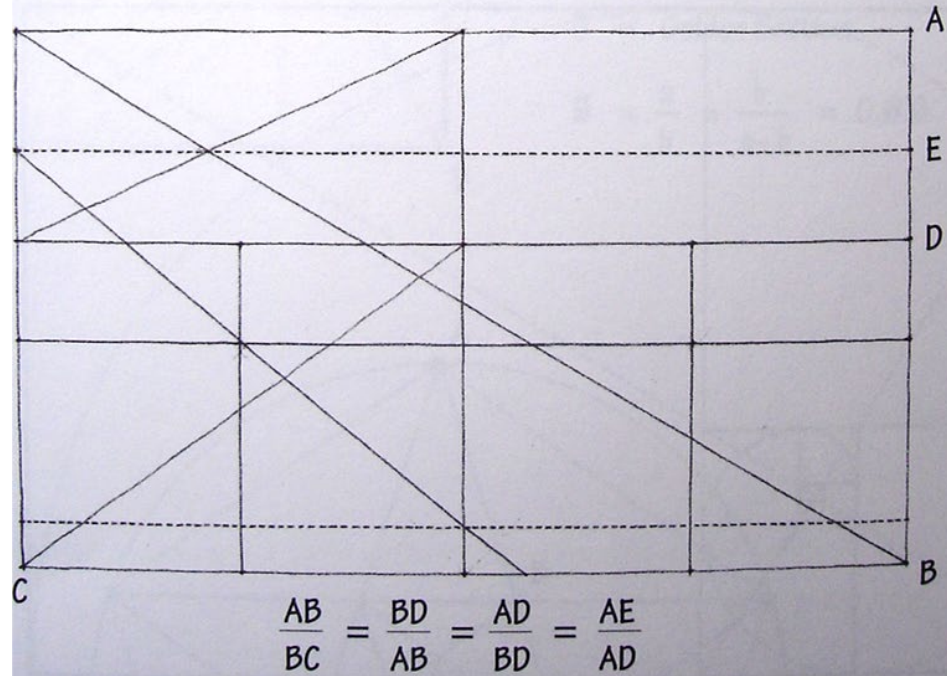 A
E
D
C
B
AB/BC = BD/AB = AD/BD = AE/AD